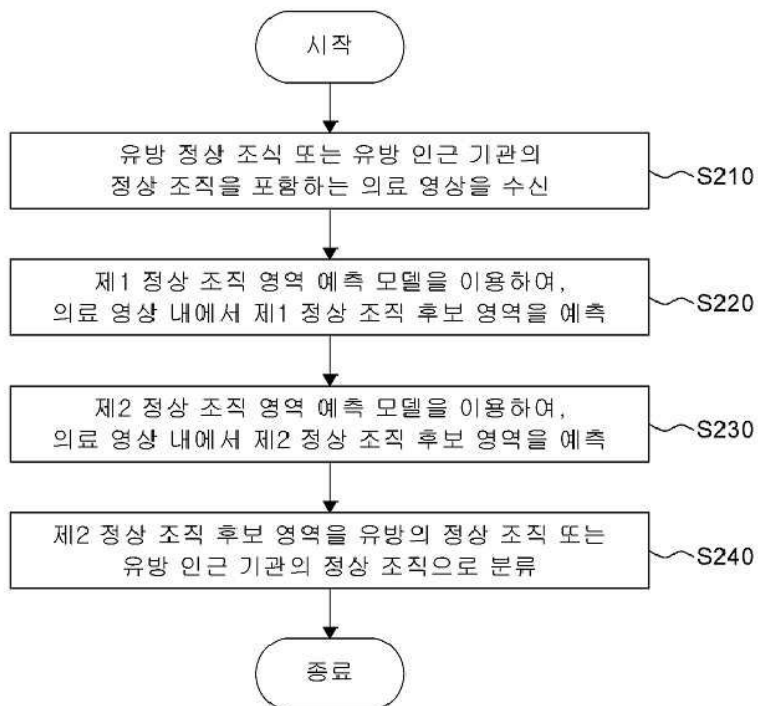 시작
유방 정상 조식 또는 유방 인근 기관의
정상 조직을 포함하는 의료 영상을 수신
S210
제1 정상 조직 영역 예측 모델을 이용하여,
의료 영상 내에서 제1 정상 조직 후보 영역을 예측
S220
제2 정상 조직 영역 예측 모델을 이용하여,
의료 영상 내에서 제2 정상 조직 후보 영역을 예측
S230
제2 정상 조직 후보 영역을 유방의 정상 조직 또는
유방 인근 기관의 정상 조직으로 분류
S240
종료